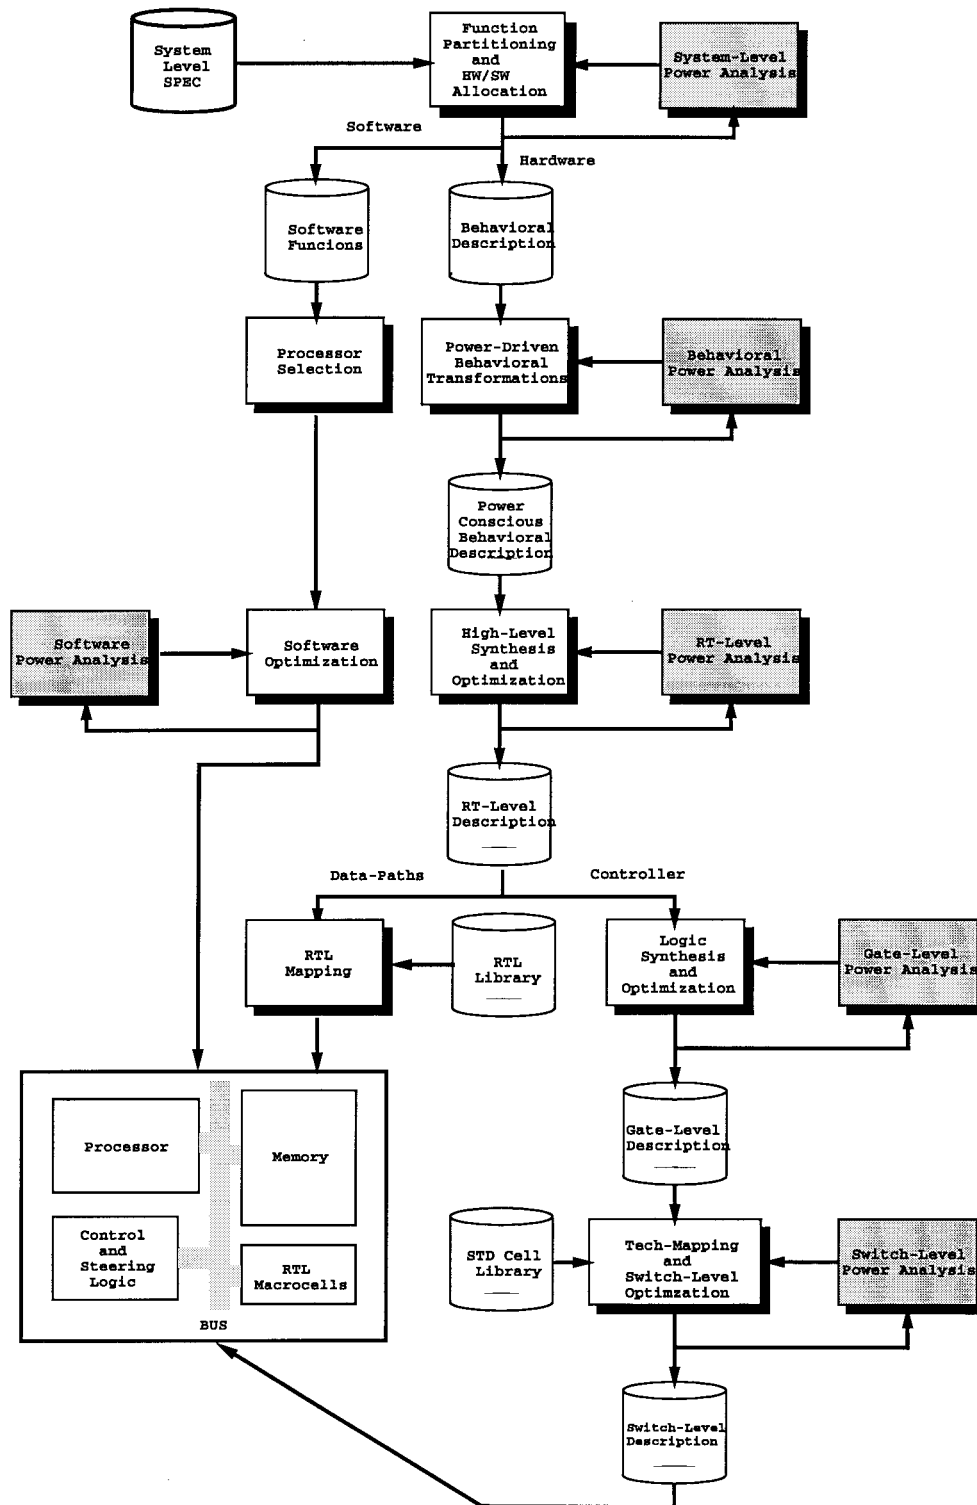 System
Level
SPEC
Function
Partitioning
and
HW/SW
Allocation
System-Level
Power Analysis
Software
Hardware
Software
Funcions
Behavioral
Description
Processor
Selection
Power-Driven
Behavioral
Transformations
Behavioral
Power Analysis
Power
Conscious
Behavioral
Description
Software
Power Analysis
Software
Optimization
High-Level
Synthesis
and
Optimization
RT-Level
Power Analysis
RT-Level
Description
Data-Paths
Controller
RTL
Mapping
RTL
Library
Logic
Synthesis
and
Optimization
Gate-Level
Power Analysis
Processor
Memory
Control
and
Steering
Logic
RTL
Macrocells
BUS
Gate-Level
Description
STD Cell
Library
Tech-Mapping
and
Switch-Level
Optimzation
Switch-Level
Power Analysis
Switch-Level
Description